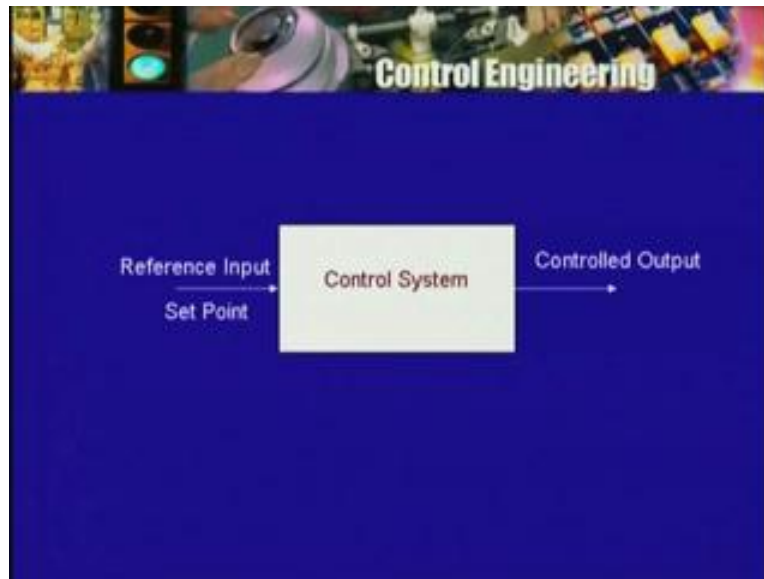 Control Engineering
Reference Input
Set Point
Control System
Controlled Output